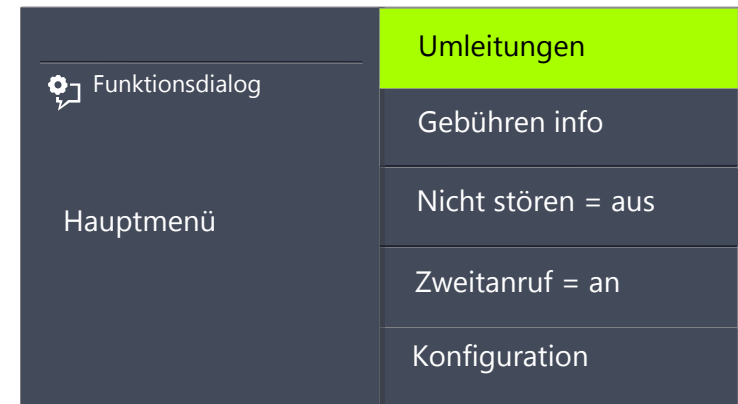 Funktionsdialog
Hauptmenü
Umleitungen
Gebühren info
Nicht stören = aus
Zweitanruf = an
Konfiguration